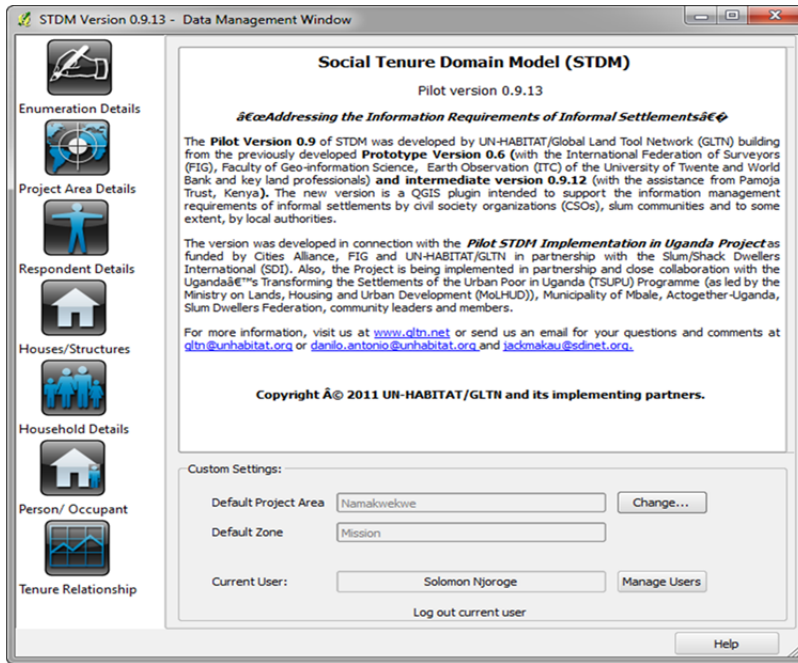 STDM Version 0.9.13 - Data Management Window
Enumeration Details
Project Area Details
Respondent Details
Houses/Structures
Household Details
Person/ Occupant
Tenure Relationship
Social Tenure Domain Model (STDM)
Pilot version 0.9.13
â€œAddressing the Information Requirements of Informal Settlementsâ€�
The Pilot Version 0.9 of STDM was developed by UN-HABITAT/Global Land Tool Network (GLTN) building
from the previously developed Prototype Version 0.6 (with the International Federation of Surveyors
(FIG), Faculty of Geo-information Science, Earth Observation (ITC) of the University of Twente and World
Bank and key land professionals) and intermediate version 0.9.12 (with the assistance from Pamoja
Trust, Kenya). The new version is a QGIS plugin intended to support the information management
requirements of informal settlements by civil society organizations (CSOs), slum communities and to some
extent, by local authorities.
The version was developed in connection with the Pilot STDM Implementation in Uganda Project as
funded by Cities Alliance, FIG and UN-HABITAT/GLTN in partnership with the Slum/Shack Dwellers
International (SDI). Also, the Project is being implemented in partnership and close collaboration with the
Ugandaâ€™s Transforming the Settlements of the Urban Poor in Uganda (TSUPU) Programme (as led by the
Ministry on Lands, Housing and Urban Development (MoLHUD)), Municipality of Mbale, Actogether-Uganda,
Slum Dwellers Federation, community leaders and members.
For more information, visit us at www.gltn.net or send us an email for your questions and comments at
gltn@unhabitat.org or danilo.antonio@unhabitat.org and jackmakau@sdinet.org.
Copyright Â© 2011 UN-HABITAT/GLTN and its implementing partners.
Custom Settings:
Default Project Area Namakwekwe Change...
Default Zone Mission
Current User: Solomon Njoroge Manage Users
Log out current user
Help